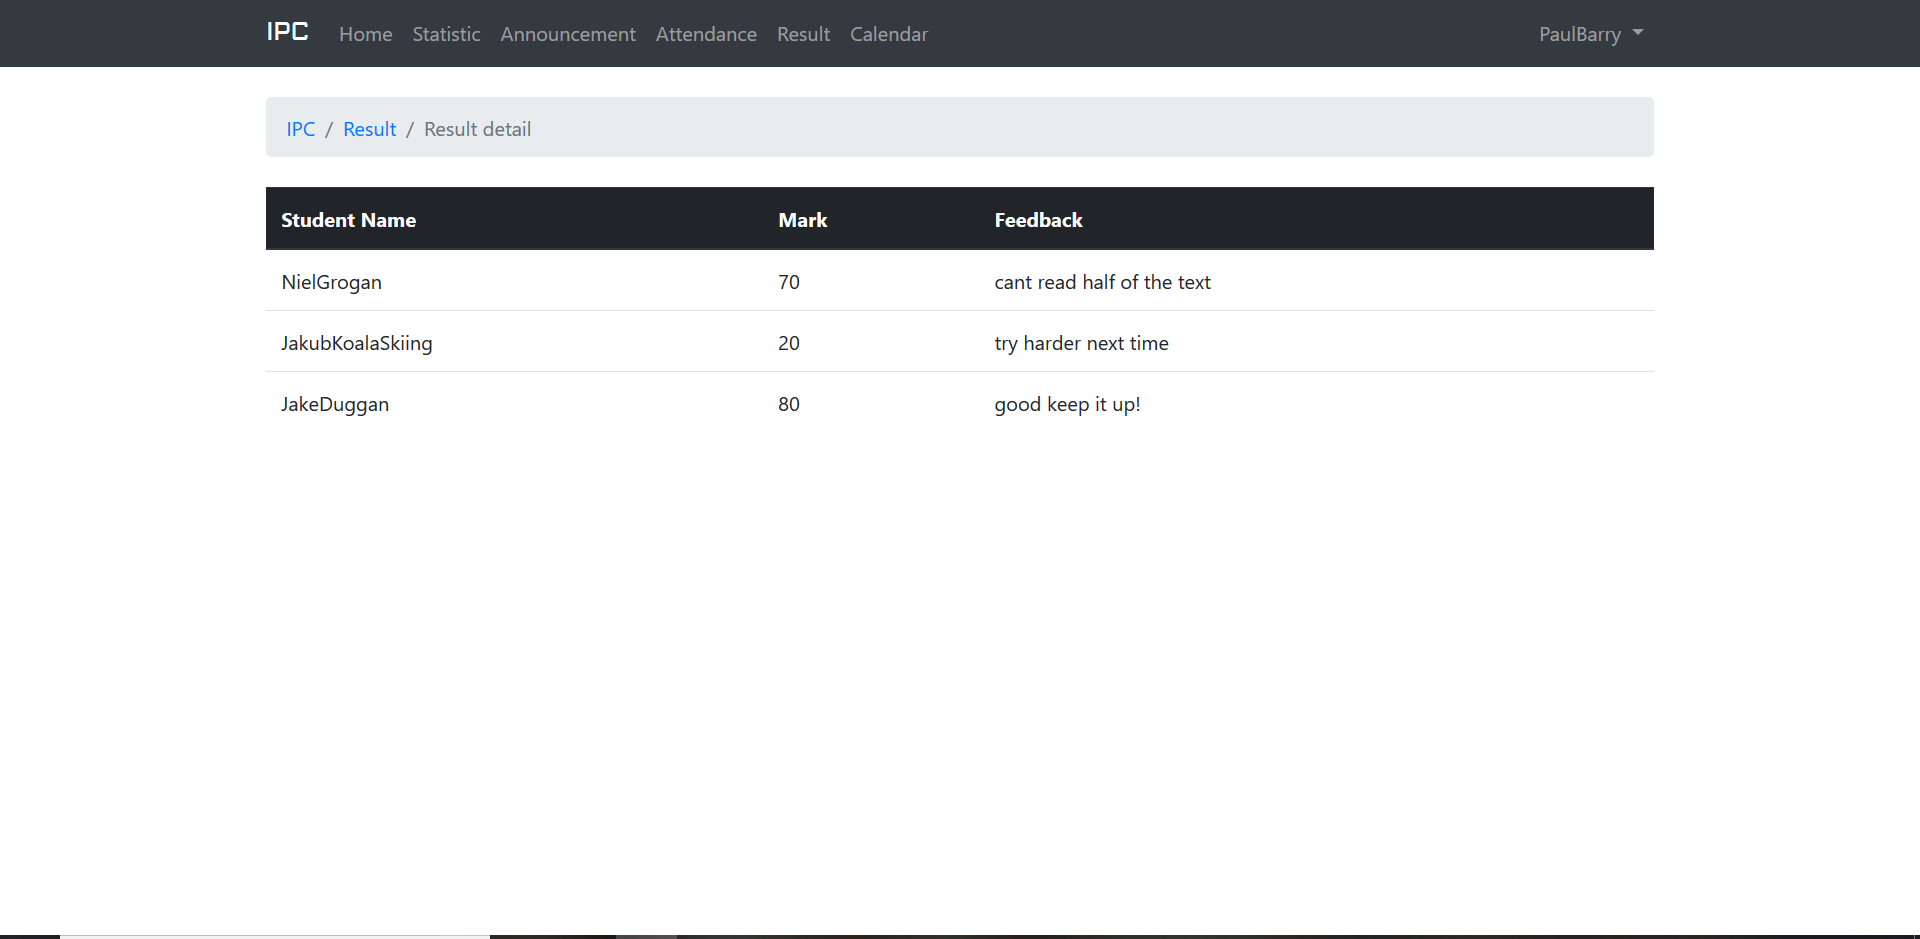 IPC Home Statistic Announcement Attendance Result Calendar PaulBarry
IPC / Result / Result detail
Student Name Mark Feedback
NielGrogan 70 cant read half of the text
JakubKoalaSkiing 20 try harder next time
JakeDuggan 80 good keep it up!